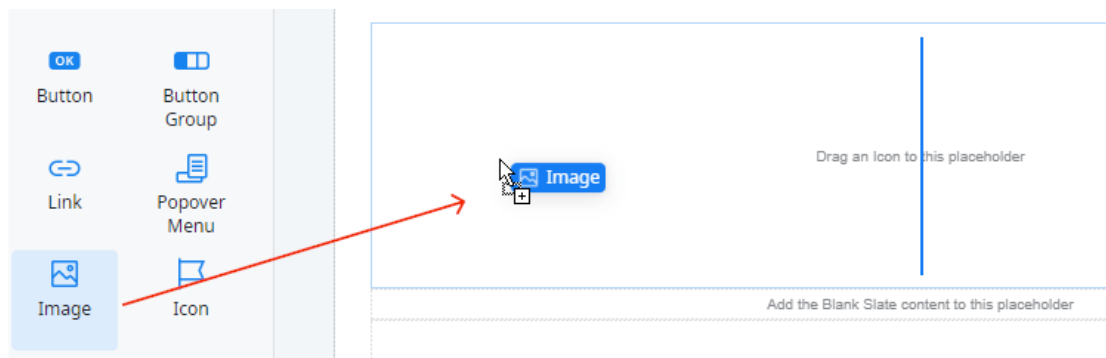 OK
Button
Button
Group
Link
Popover
Menu
Image
Icon
Image
Drag an Icon to this placeholder
Add the Blank Slate content to this placeholder